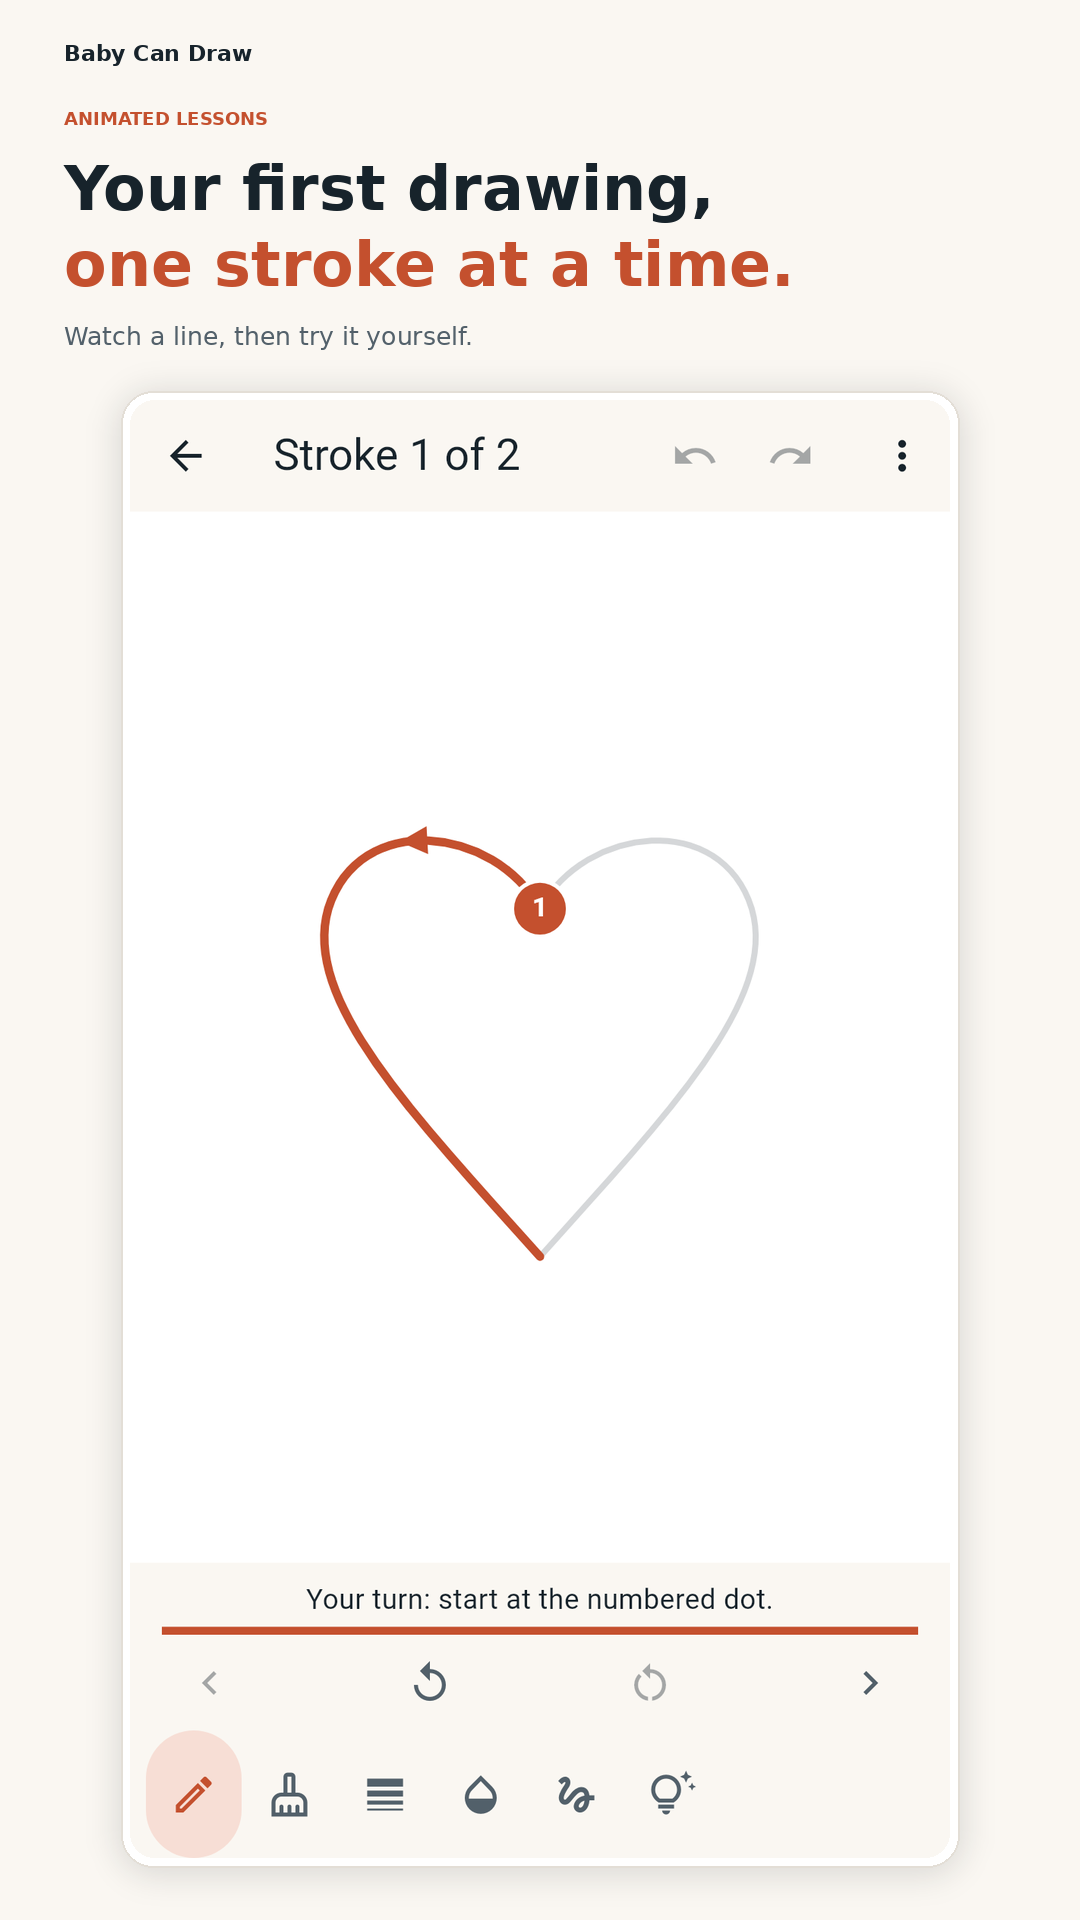 Baby Can Draw
ANIMATED LESSONS
Your first drawing,
one stroke at a time.
Watch a line, then try it yourself.
Stroke 1 of 2
1
Your turn: start at the numbered dot.